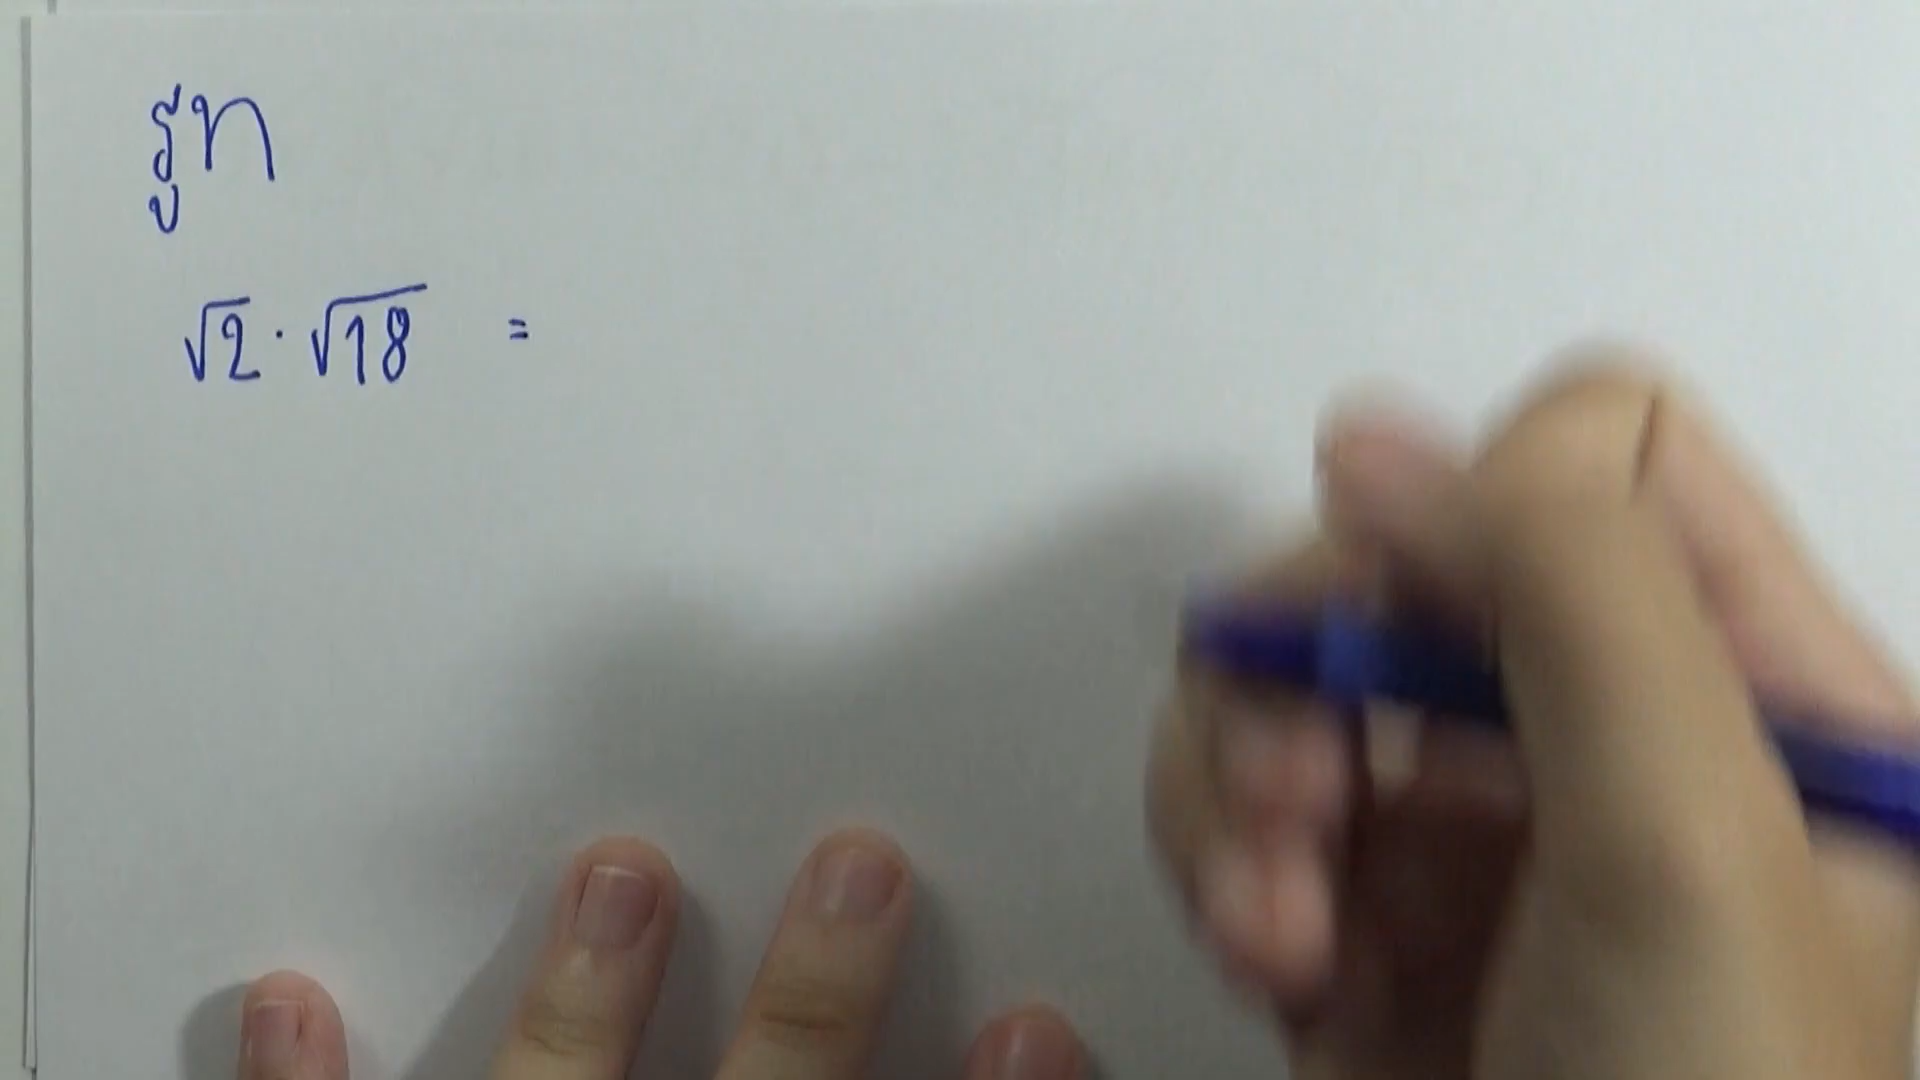 รูท
√2 · √18 =